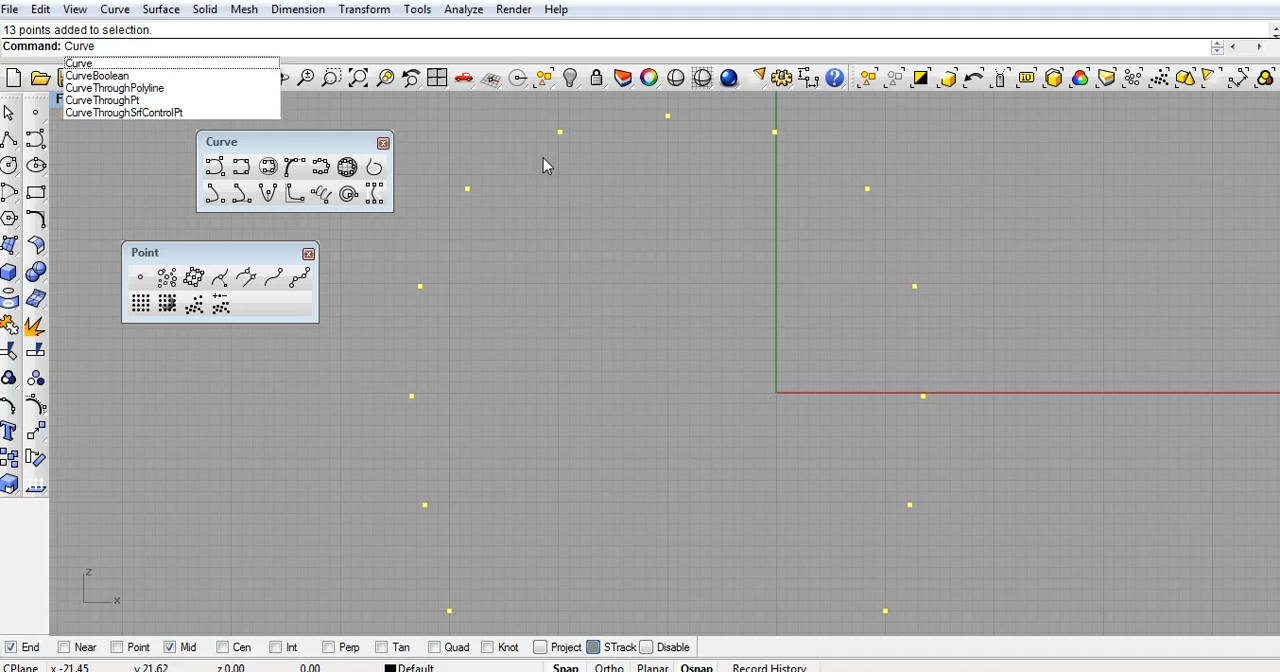 File Edit View Curve Surface Solid Mesh Dimension Transform Tools Analyze Render Help
13 points added to selection.
Command: Curve
Curve
CurveBoolean
CurveThroughPolyline
CurveThroughPt
CurveThroughSrfControlPt
Curve
Point
z
x
End Near Point Mid Cen Int Perp Tan Quad Knot Project STrack Disable
CPlane x -21.45 y 21.62 z 0.00 0.00 Default Snap Ortho Planar Osnap Record History